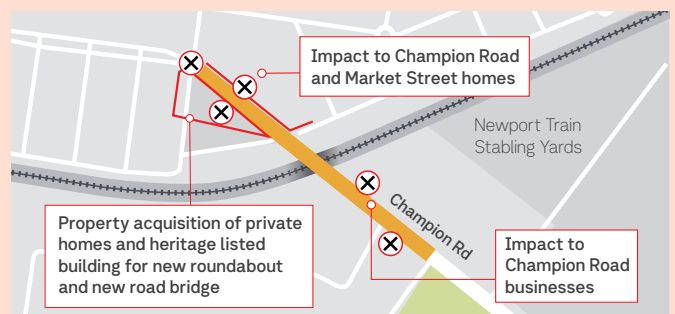 Impact to Champion Road
and Market Street homes
Newport Train
Stabling Yards
Champion Rd
Property acquisition of private
homes and heritage listed
building for new roundabout
and new road bridge
Impact to
Champion Road
businesses